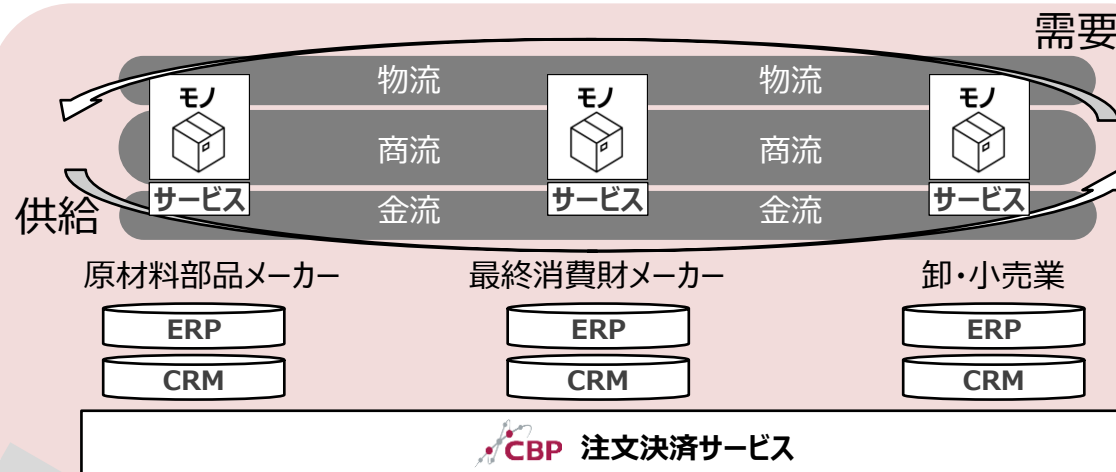 需要
物流 物流
モノ モノ モノ
商流 商流
サービス サービス サービス
供給
金流 金流
原材料部品メーカー 最終消費財メーカー 卸・小売業
ERP ERP ERP
CRM CRM CRM
CBP 注文決済サービス